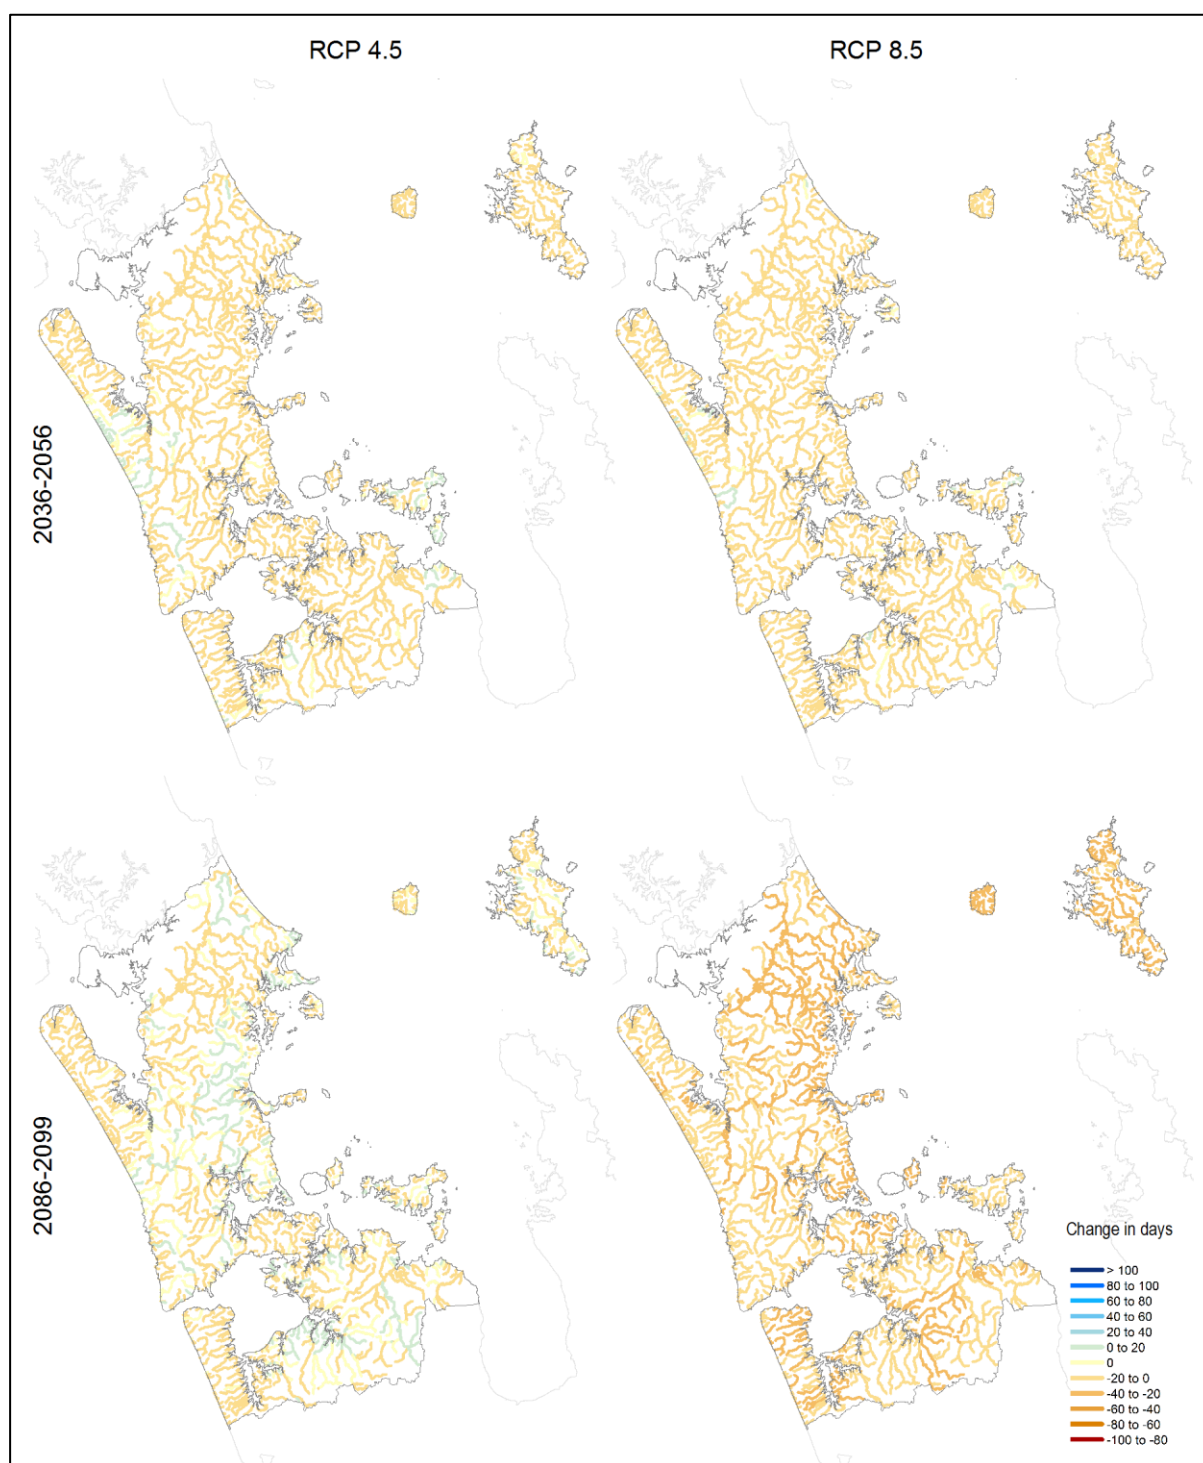 RCP 4.5
RCP 8.5
2036-2056
2086-2099
Change in days
> 100
80 to 100
60 to 80
40 to 60
20 to 40
0 to 20
0
-20 to 0
-40 to -20
-60 to -40
-80 to -60
-100 to -80